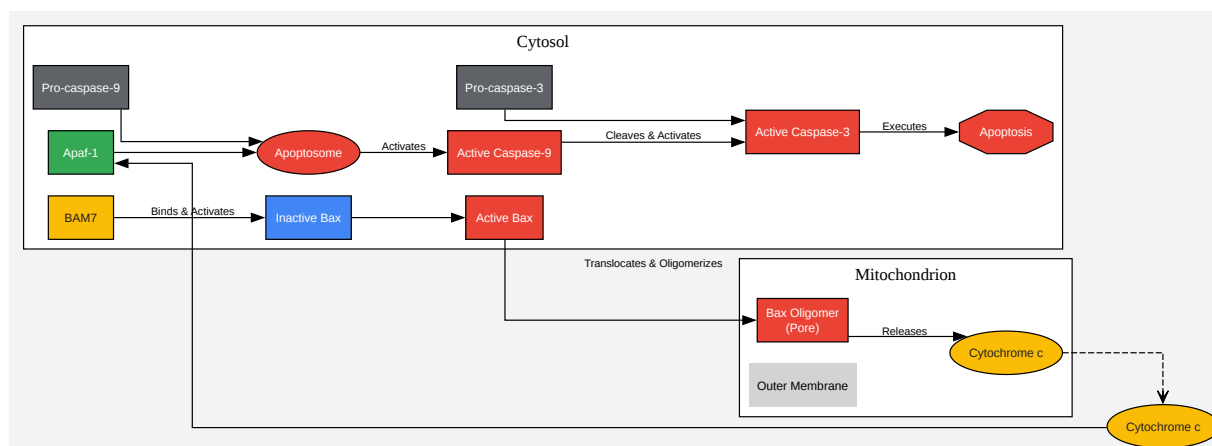 Cytosol
Pro-caspase-9
Pro-caspase-3
Apaf-1
Apoptosome
Activates
Active Caspase-9
Cleaves & Activates
Active Caspase-3
Executes
Apoptosis
BAM7
Binds & Activates
Inactive Bax
Active Bax
Translocates & Oligomerizes
Mitochondrion
Bax Oligomer
(Pore)
Releases
Cytochrome c
Outer Membrane
Cytochrome c